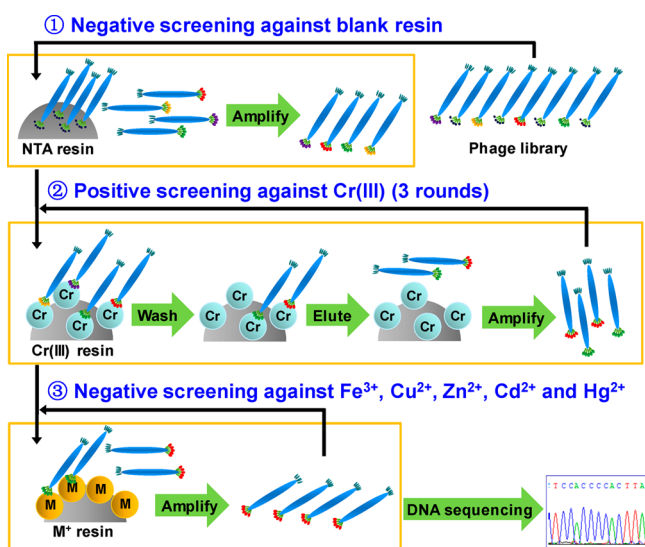 ① Negative screening against blank resin
NTA resin
Amplify
Phage library
② Positive screening against Cr(III) (3 rounds)
Cr
Cr
Cr
Cr
Cr(III) resin
Wash
Cr
Cr
Cr
Cr
Elute
Cr
Cr
Cr
Cr
Amplify
③ Negative screening against Fe³⁺, Cu²⁺, Zn²⁺, Cd²⁺ and Hg²⁺
M
M
M
M
M⁺ resin
Amplify
DNA sequencing
TCCACCCCACTTA